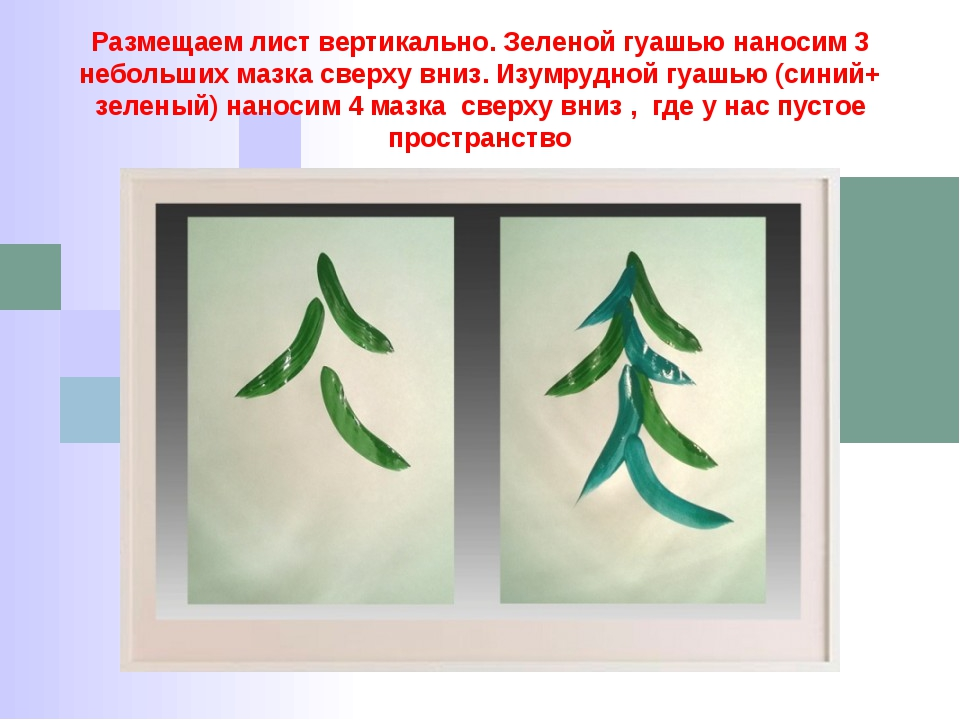 Размещаем лист вертикально. Зеленой гуашью наносим 3
небольших мазка сверху вниз. Изумрудной гуашью (синий+
зеленый) наносим 4 мазка  сверху вниз ,  где у нас пустое
пространство